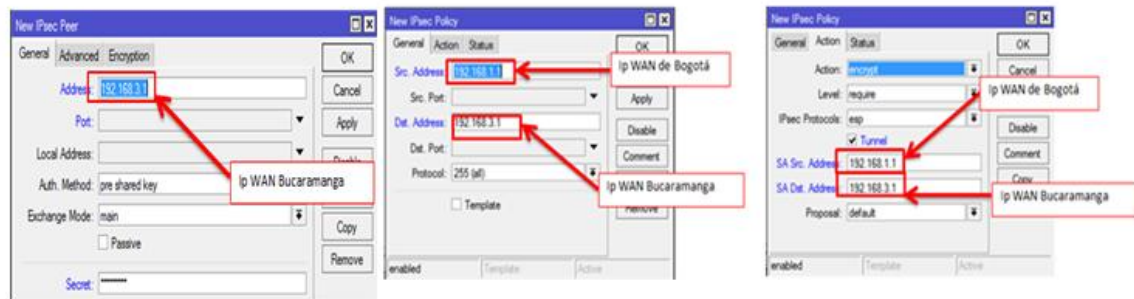 New IPsec Peer
General Advanced Encryption
Address: 192.168.3.1
Port:
Local Address:
Auth. Method: pre shared key
Exchange Mode: main
Passive
Secret: ********
OK
Cancel
Apply
Disable
Copy
Remove
Ip WAN Bucaramanga
New IPsec Policy
General Action Status
Src. Address: 192.168.1.1
Src. Port:
Dst. Address: 192.168.3.1
Dst. Port:
Protocol: 255 (all)
Template
OK
Apply
Disable
Comment
Remove
Ip WAN de Bogotá
Ip WAN Bucaramanga
enabled Template Active
New IPsec Policy
General Action Status
Action: encrypt
Level: require
IPsec Protocols: esp
Tunnel
SA Src. Address: 192.168.1.1
SA Dst. Address: 192.168.3.1
Proposal: default
OK
Cancel
Disable
Comment
Copy
Ip WAN de Bogotá
Ip WAN Bucaramanga
enabled Template Active